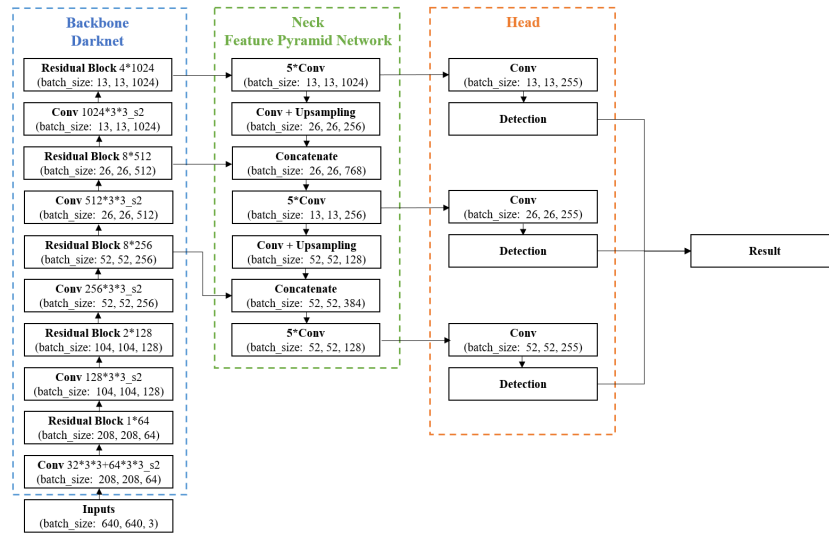 Backbone
Darknet
Residual Block 4*1024
(batch_size: 13, 13, 1024)
Conv 1024*3*3_s2
(batch_size: 13, 13, 1024)
Residual Block 8*512
(batch_size: 26, 26, 512)
Conv 512*3*3_s2
(batch_size: 26, 26, 512)
Residual Block 8*256
(batch_size: 52, 52, 256)
Conv 256*3*3_s2
(batch_size: 52, 52, 256)
Residual Block 2*128
(batch_size: 104, 104, 128)
Conv 128*3*3_s2
(batch_size: 104, 104, 128)
Residual Block 1*64
(batch_size: 208, 208, 64)
Conv 32*3*3+64*3*3_s2
(batch_size: 208, 208, 64)
Inputs
(batch_size: 640, 640, 3)
Neck
Feature Pyramid Network
5*Conv
(batch_size: 13, 13, 1024)
Conv + Upsampling
(batch_size: 26, 26, 256)
Concatenate
(batch_size: 26, 26, 768)
5*Conv
(batch_size: 13, 13, 256)
Conv + Upsampling
(batch_size: 52, 52, 128)
Concatenate
(batch_size: 52, 52, 384)
5*Conv
(batch_size: 52, 52, 128)
Head
Conv
(batch_size: 13, 13, 255)
Detection
Conv
(batch_size: 26, 26, 255)
Detection
Conv
(batch_size: 52, 52, 255)
Detection
Result